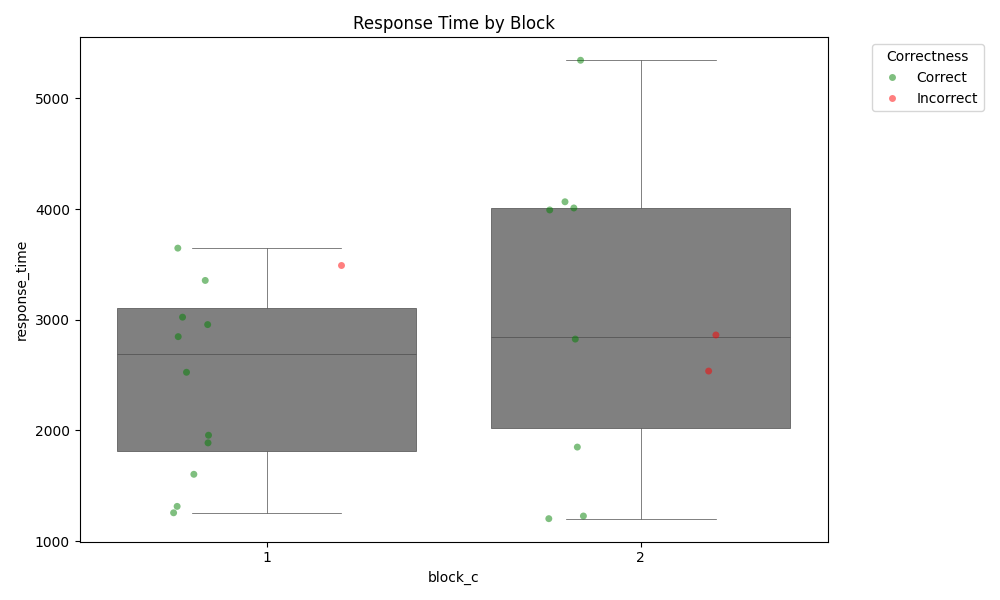 Response Time by Block
Correctness
Correct
Incorrect
response_time
5000
4000
3000
2000
1000
1
2
block_c